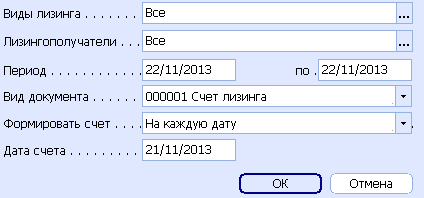 Виды лизинга . . . . . . . Все ...
Лизингополучатели . . . Все ...
Период . . . . . . . . . . . 22/11/2013 по . 22/11/2013
Вид документа . . . . . . 000001 Счет лизинга
Формировать счет . . . . На каждую дату
Дата счета . . . . . . . . . 21/11/2013
ОК Отмена